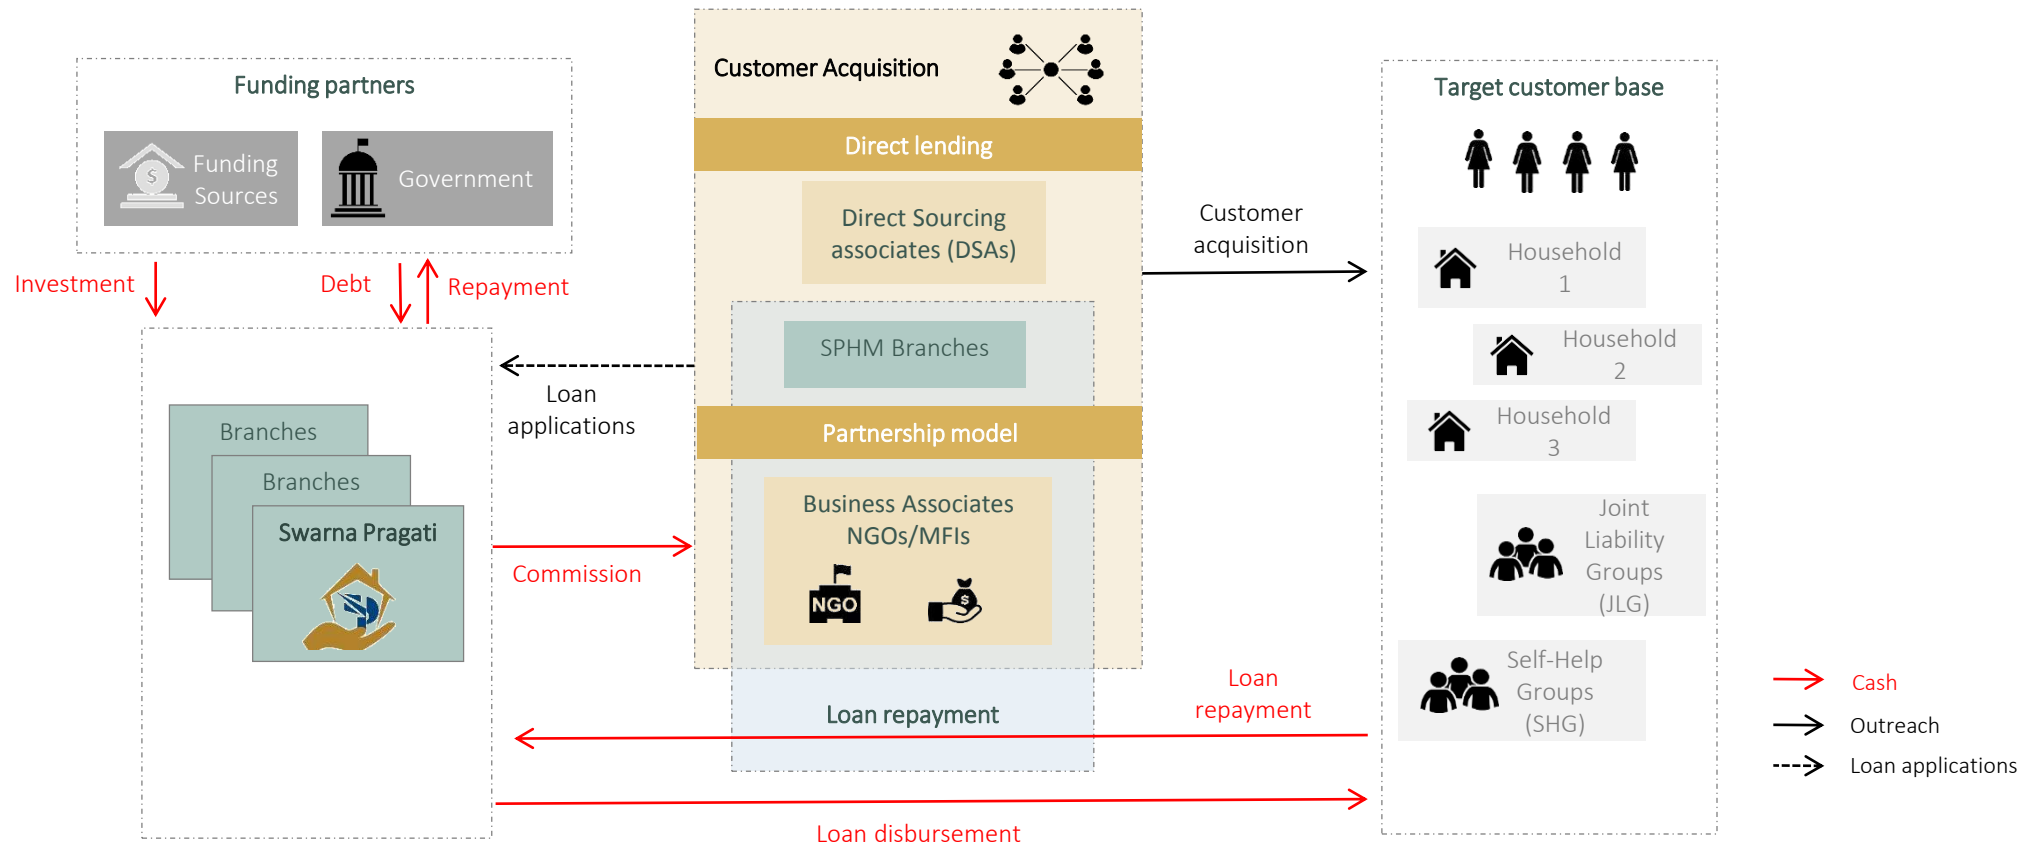 Funding partners
Funding
Sources
$
Government
Investment
Debt
Repayment
Branches
Branches
Swarna Pragati
Loan
applications
Commission
Customer Acquisition
Direct lending
Direct Sourcing
associates (DSAs)
SPHM Branches
Partnership model
Business Associates
NGOs/MFIs
NGO
$
Loan repayment
Customer
acquisition
Loan
repayment
Loan disbursement
Target customer base
Household
1
Household
2
Household
3
Joint
Liability
Groups
(JLG)
Self-Help
Groups
(SHG)
Cash
Outreach
Loan applications